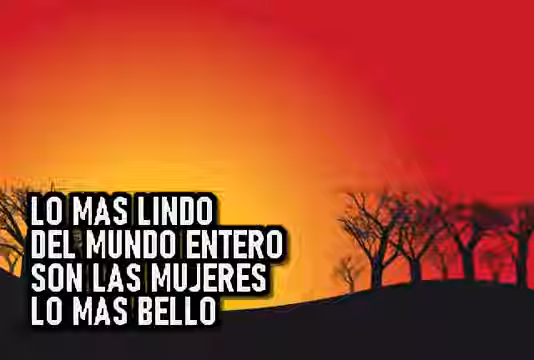 LO MAS LINDO
DEL MUNDO ENTERO
SON LAS MUJERES
LO MAS BELLO